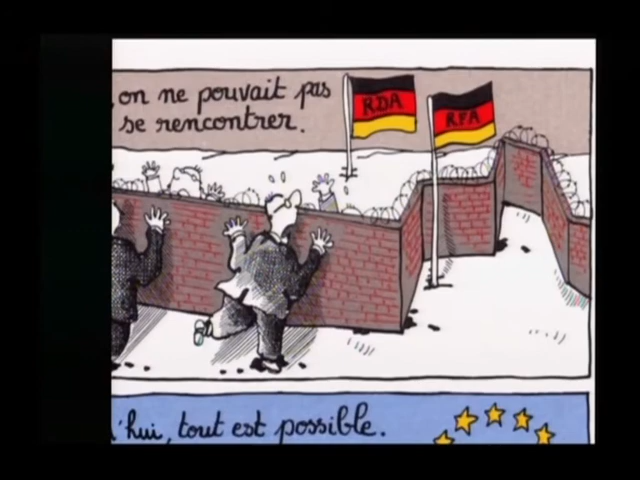 , on ne pouvait pas
se rencontrer.
RDA
RFA
'hui, tout est possible.